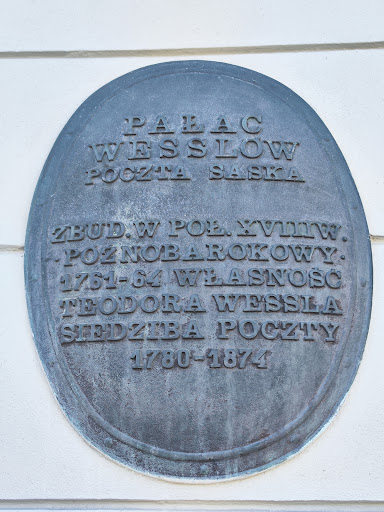 PAŁAC
WESSLÓW
POCZTA SASKA
ZBUD. W POŁ. XVIII W.
PÓŹNOBAROKOWY.
1761-64 WŁASNOŚĆ
TEODORA WESSLA
SIEDZIBA POCZTY
1780-1874